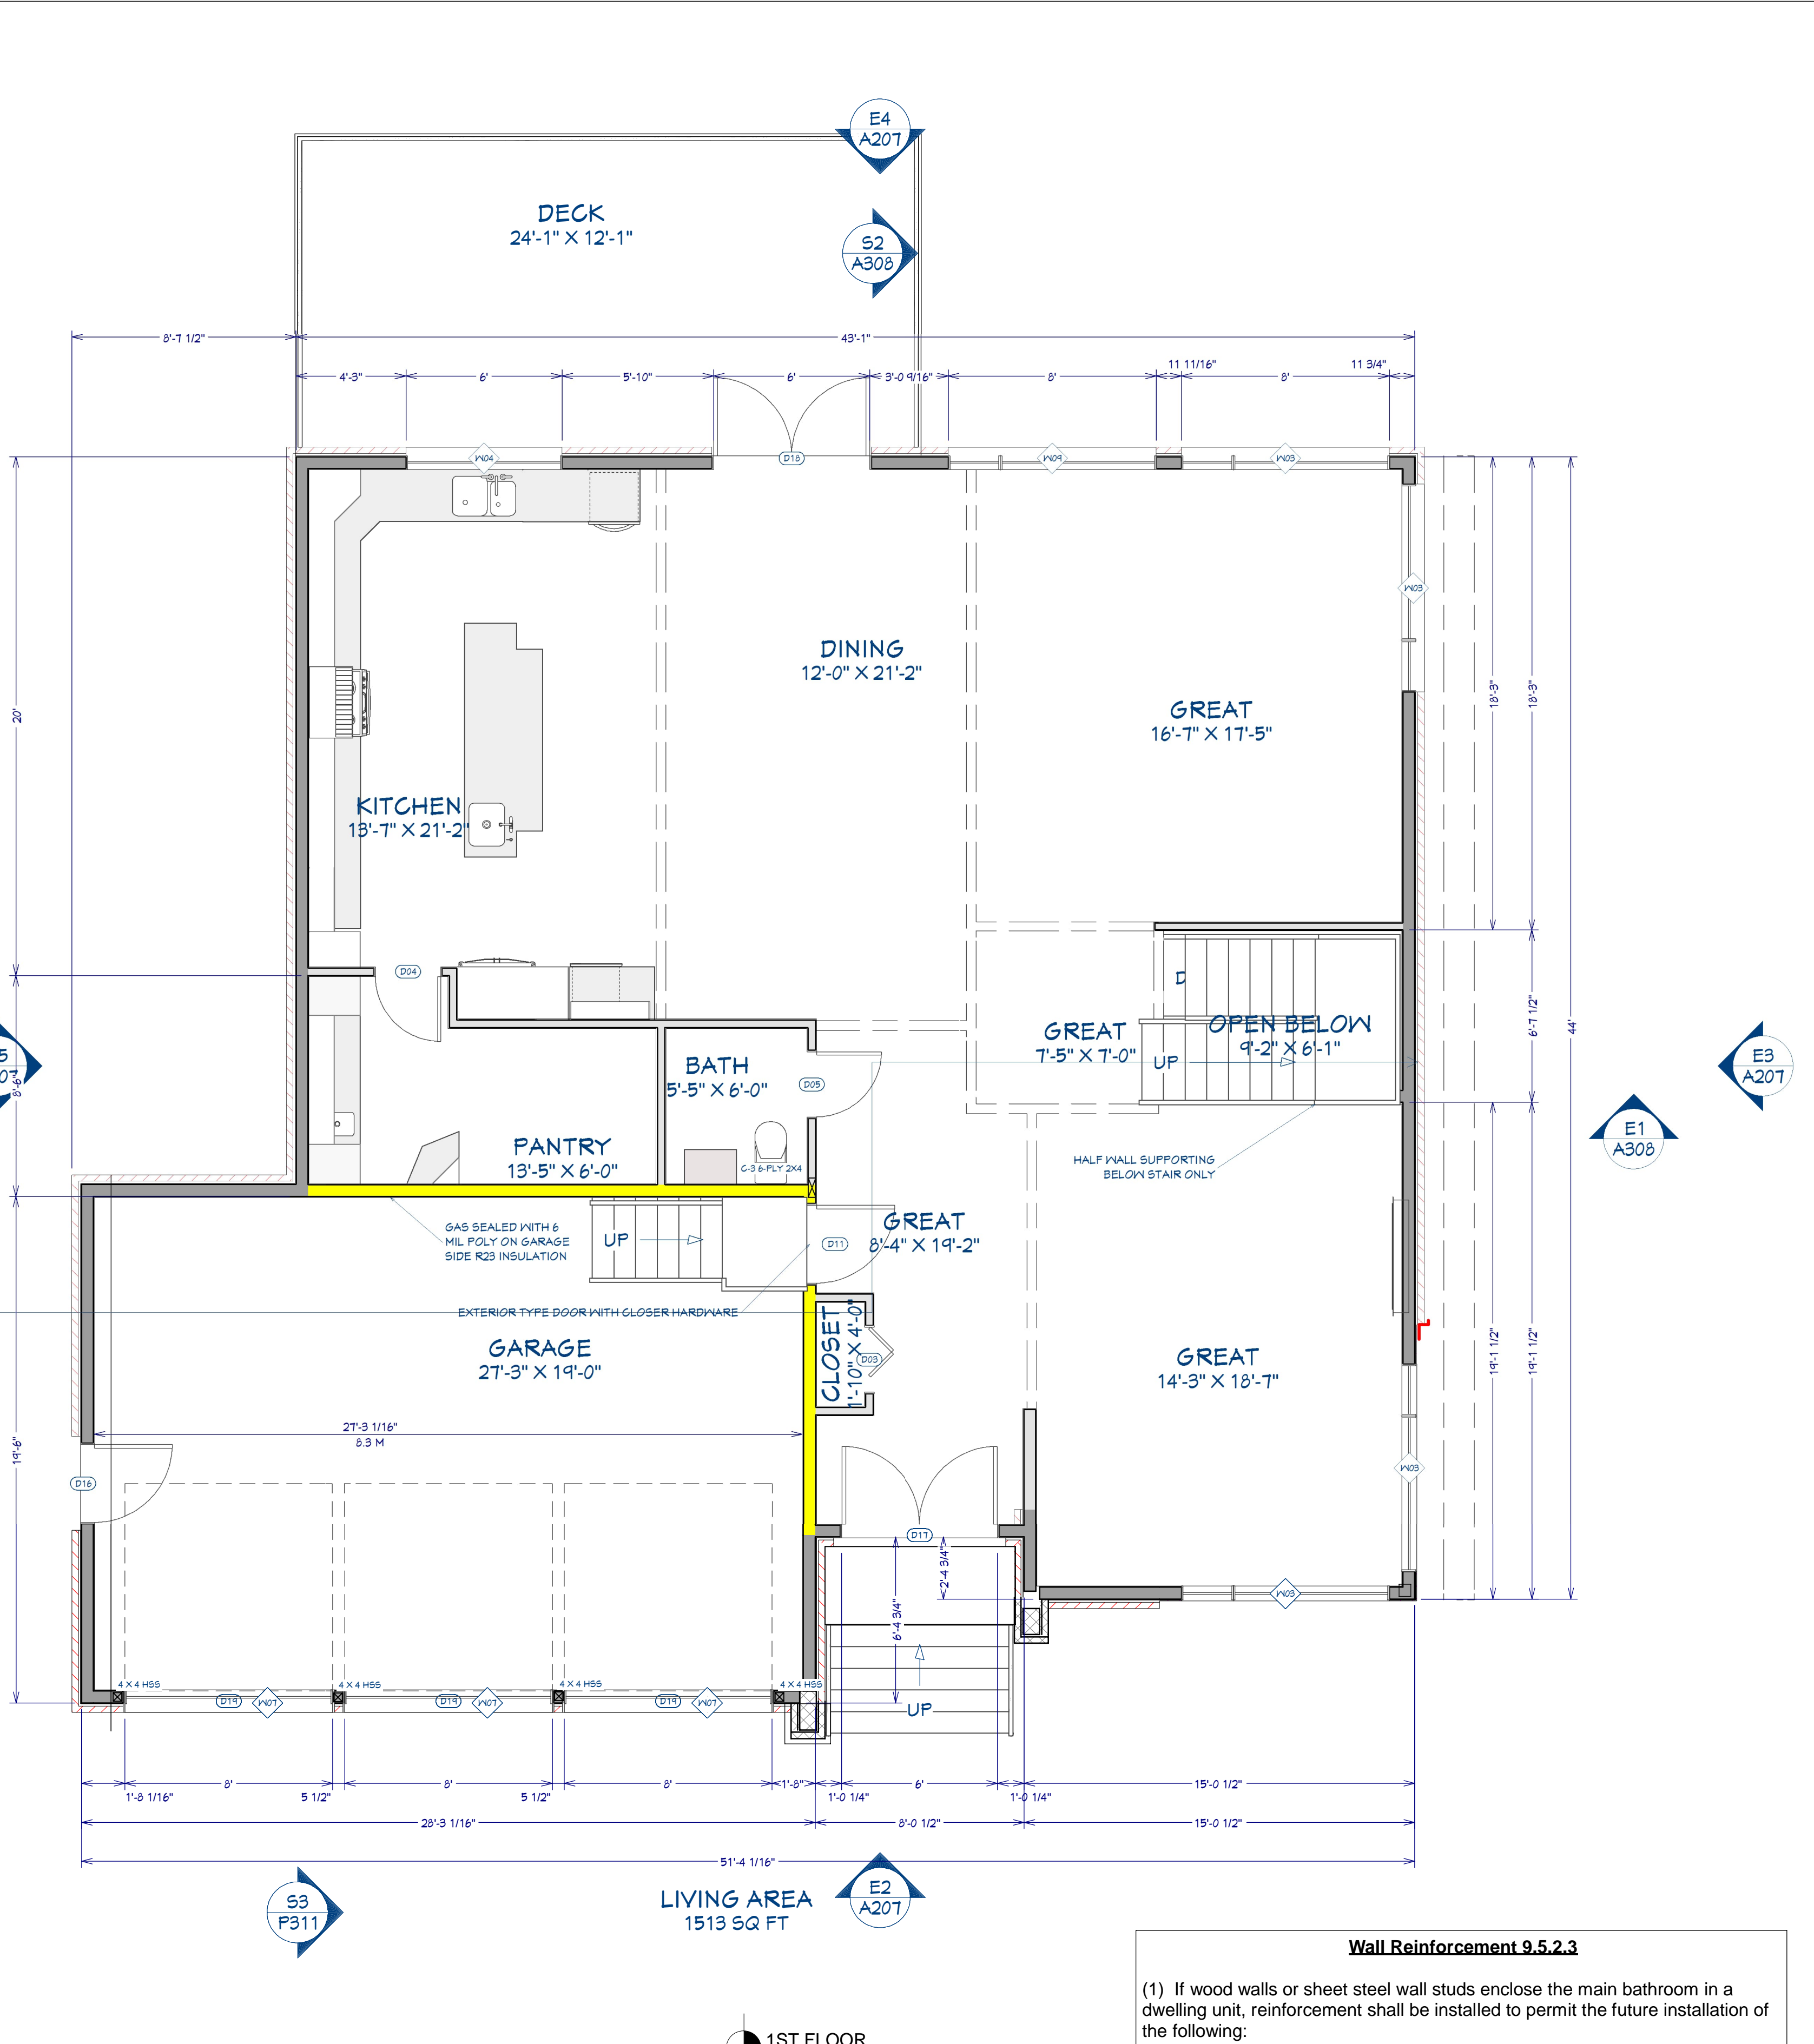 E4
A207
DECK
24'-1" X 12'-1"
S2
A308
8'-7 1/2"
43'-1"
4'-3"
6'
5'-10"
6'
3'-0 9/16"
8'
11 11/16"
8'
11 3/4"
W04
D18
W09
W03
W03
DINING
12'-0" X 21'-2"
GREAT
16'-7" X 17'-5"
18'-3"
18'-3"
20'
KITCHEN
13'-7" X 21'-2"
D04
D
GREAT
7'-5" X 7'-0"
OPEN BELOW
9'-2" X 6'-1"
UP
6'-7 1/2"
44'
E3
A207
E1
A308
8'-6"
BATH
5'-5" X 6'-0"
D05
PANTRY
13'-5" X 6'-0"
C-3 6-PLY 2X4
HALF WALL SUPPORTING
BELOW STAIR ONLY
GAS SEALED WITH 6
MIL POLY ON GARAGE
SIDE R23 INSULATION
UP
D11
GREAT
8'-4" X 19'-2"
EXTERIOR TYPE DOOR WITH CLOSER HARDWARE
GARAGE
27'-3" X 19'-0"
CLOSET
1'-10" X 4'-0"
D03
GREAT
14'-3" X 18'-7"
19'-1 1/2"
19'-1 1/2"
27'-3 1/16"
8.3 M
19'-6"
D16
W03
D17
2'-4 3/4"
6'-4 3/4"
W03
4 X 4 HSS
4 X 4 HSS
4 X 4 HSS
4 X 4 HSS
D19
W07
D19
W07
D19
W07
UP
8'
8'
8'
1'-8"
6'
15'-0 1/2"
1'-8 1/16"
5 1/2"
5 1/2"
1'-0 1/4"
1'-0 1/4"
28'-3 1/16"
8'-0 1/2"
15'-0 1/2"
51'-4 1/16"
S3
P311
LIVING AREA
1513 SQ FT
E2
A207
Wall Reinforcement 9.5.2.3
(1) If wood walls or sheet steel wall studs enclose the main bathroom in a
dwelling unit, reinforcement shall be installed to permit the future installation of
the following:
1ST FLOOR